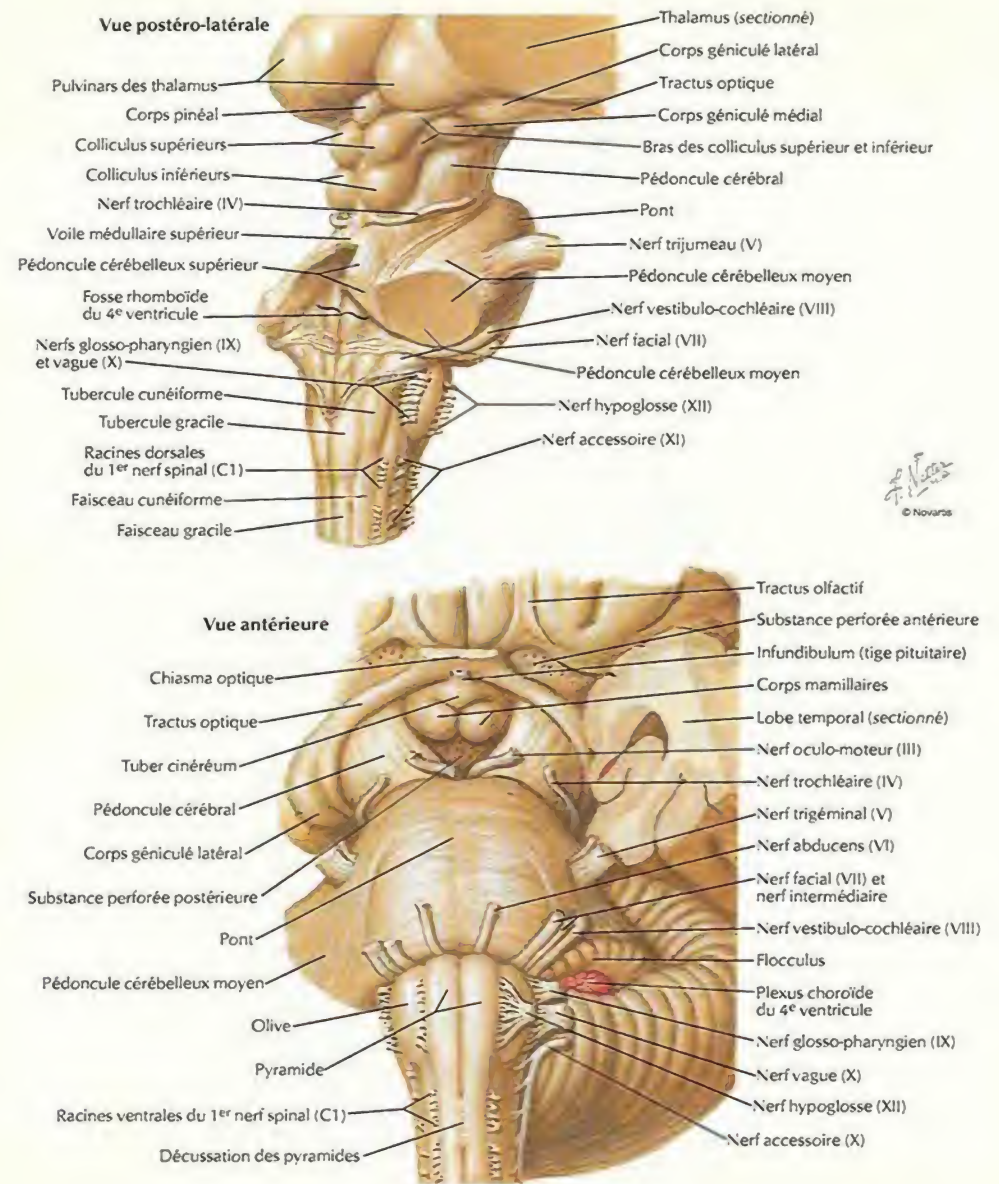 Vue postéro-latérale
Pulvinars des thalamus
Corps pinéal
Colliculus supérieurs
Colliculus inférieurs
Nerf trochléaire (IV)
Voile médullaire supérieur
Pédoncule cérébelleux supérieur
Fosse rhomboïde
du 4e ventricule
Nerfs glosso-pharyngien (IX)
et vague (X)
Tubercule cunéiforme
Tubercule gracile
Racines dorsales
du 1er nerf spinal (C1)
Faisceau cunéiforme
Faisceau gracile
Thalamus (sectionné)
Corps géniculé latéral
Tractus optique
Corps géniculé médial
Bras des colliculus supérieur et inférieur
Pédoncule cérébral
Pont
Nerf trijumeau (V)
Pédoncule cérébelleux moyen
Nerf vestibulo-cochléaire (VIII)
Nerf facial (VII)
Pédoncule cérébelleux moyen
Nerf hypoglosse (XII)
Nerf accessoire (XI)
F. Netter
© Novartis
Vue antérieure
Chiasma optique
Tractus optique
Tuber cinéréum
Pédoncule cérébral
Corps géniculé latéral
Substance perforée postérieure
Pont
Pédoncule cérébelleux moyen
Olive
Pyramide
Racines ventrales du 1er nerf spinal (C1)
Décussation des pyramides
Tractus olfactif
Substance perforée antérieure
Infundibulum (tige pituitaire)
Corps mamillaires
Lobe temporal (sectionné)
Nerf oculo-moteur (III)
Nerf trochléaire (IV)
Nerf trigéminal (V)
Nerf abducens (VI)
Nerf facial (VII) et
nerf intermédiaire
Nerf vestibulo-cochléaire (VIII)
Flocculus
Plexus choroïde
du 4e ventricule
Nerf glosso-pharyngien (IX)
Nerf vague (X)
Nerf hypoglosse (XII)
Nerf accessoire (X)